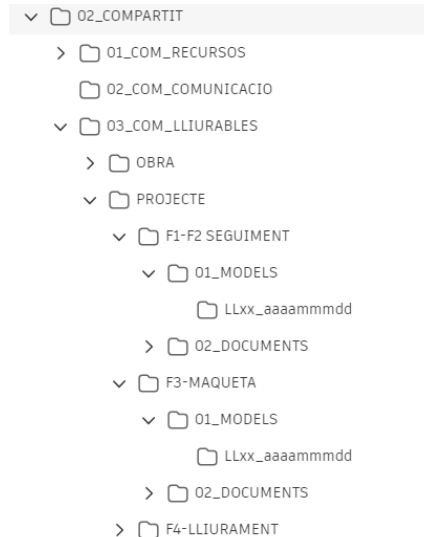 02_COMPARTIT
01_COM_RECURSOS
02_COM_COMUNICACIO
03_COM_LLIURABLES
OBRA
PROJECTE
F1-F2 SEGUIMENT
01_MODELS
LLxx_aaaammmdd
02_DOCUMENTS
F3-MAQUETA
01_MODELS
LLxx_aaaammmdd
02_DOCUMENTS
F4-LLIURAMENT